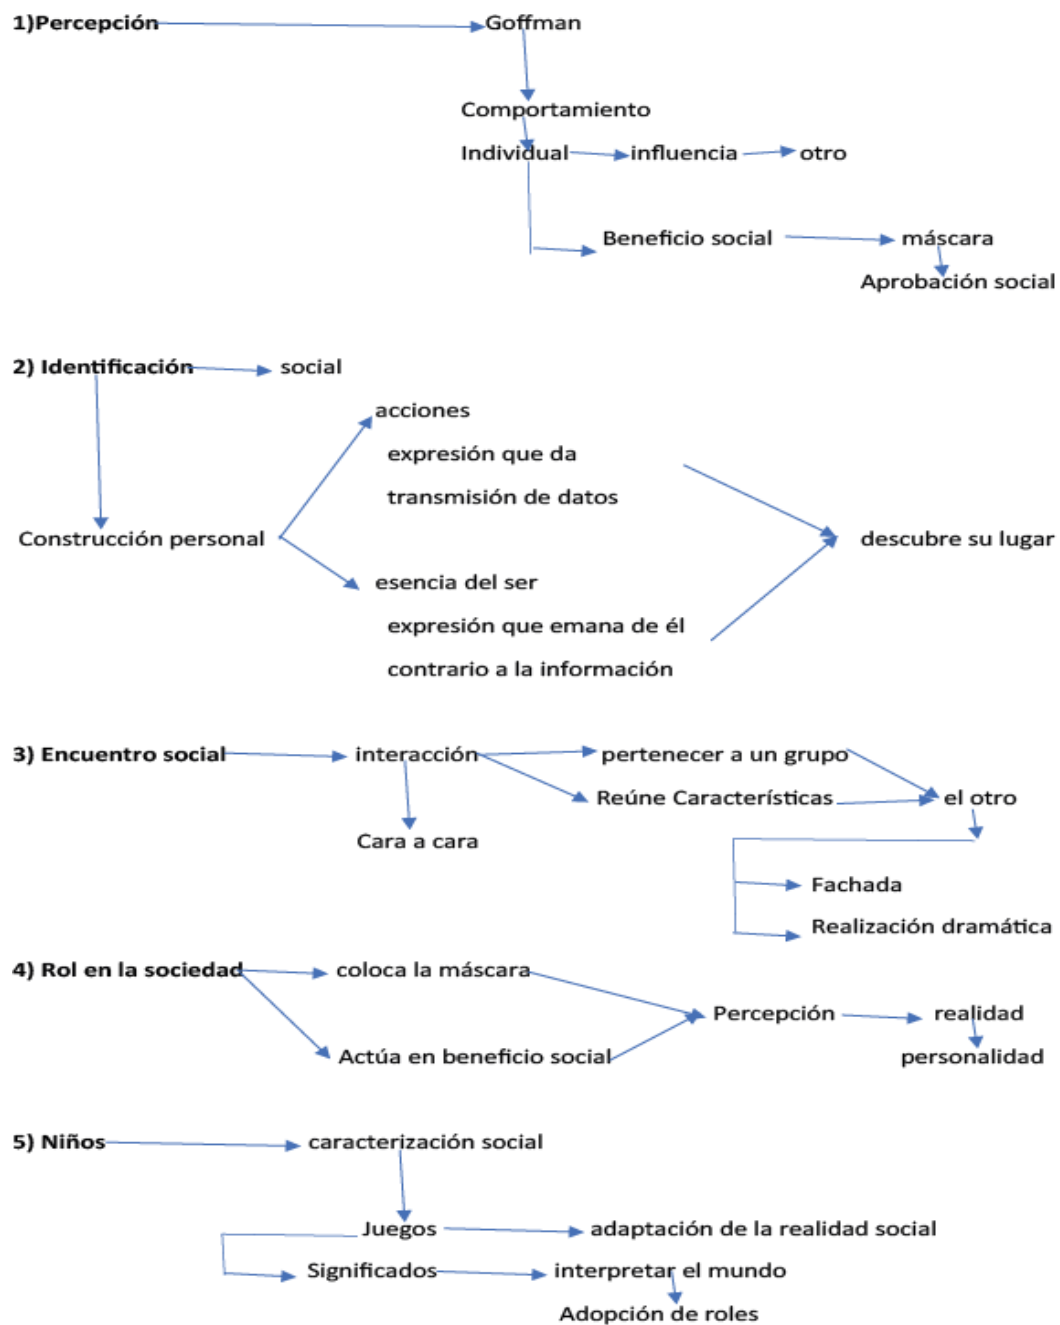 1)Percepción Goffman
Comportamiento
Individual influencia otro
Beneficio social máscara
Aprobación social
2) Identificación social
acciones
expresión que da
transmisión de datos
Construcción personal descubre su lugar
esencia del ser
expresión que emana de él
contrario a la información
3) Encuentro social interacción pertenecer a un grupo
Reúne Características el otro
Cara a cara
Fachada
Realización dramática
4) Rol en la sociedad coloca la máscara
Percepción realidad
Actúa en beneficio social personalidad
5) Niños caracterización social
Juegos adaptación de la realidad social
Significados interpretar el mundo
Adopción de roles